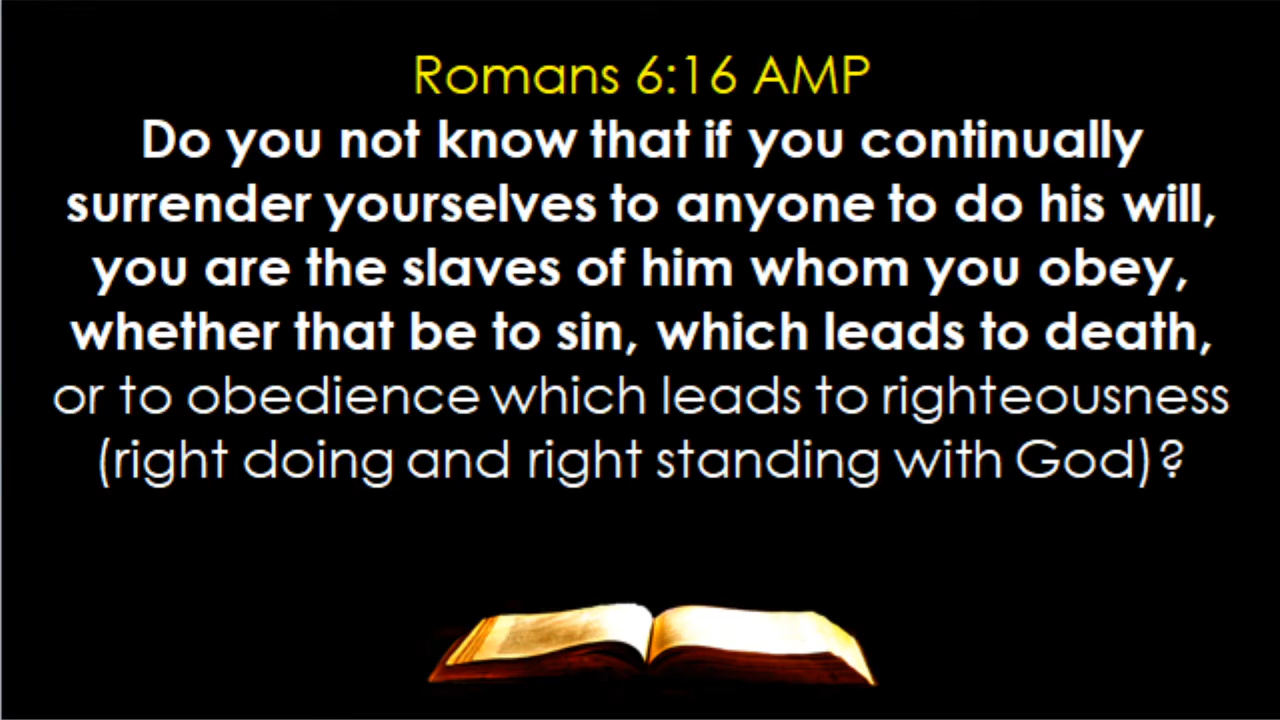 Romans 6:16 AMP
Do you not know that if you continually
surrender yourselves to anyone to do his will,
you are the slaves of him whom you obey,
whether that be to sin, which leads to death,
or to obedience which leads to righteousness
(right doing and right standing with God)?